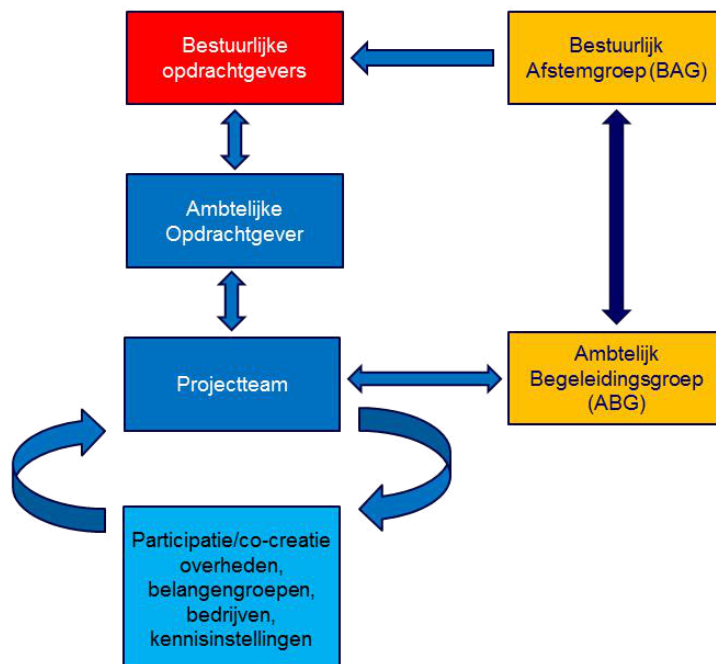 Bestuurlijke
opdrachtgevers
Bestuurlijk
Afstemgroep (BAG)
Ambtelijke
Opdrachtgever
Projectteam
Ambtelijk
Begeleidingsgroep
(ABG)
Participatie/co-creatie
overheden,
belangengroepen,
bedrijven,
kennisinstellingen